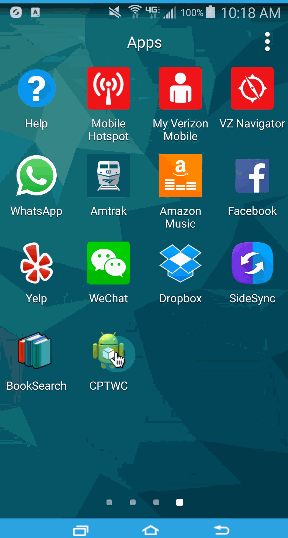 4G 100% 10:18 AM
Apps
Help
Mobile
Hotspot
My Verizon
Mobile
VZ Navigator
WhatsApp
Amtrak
a
Amazon
Music
f
Facebook
Yelp
WeChat
Dropbox
SideSync
BookSearch
CPTWC